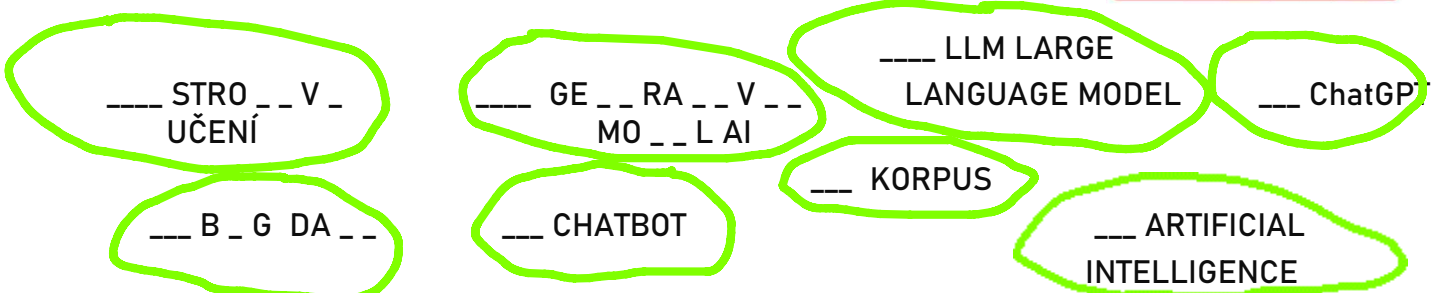 ____ STRO _ _ V _
UČENÍ
____ GE _ _ RA _ _ V _ _
MO _ _ L AI
____ LLM LARGE
LANGUAGE MODEL
___ ChatGPT
___ B _ G DA _ _
___ CHATBOT
___ KORPUS
___ ARTIFICIAL
INTELLIGENCE